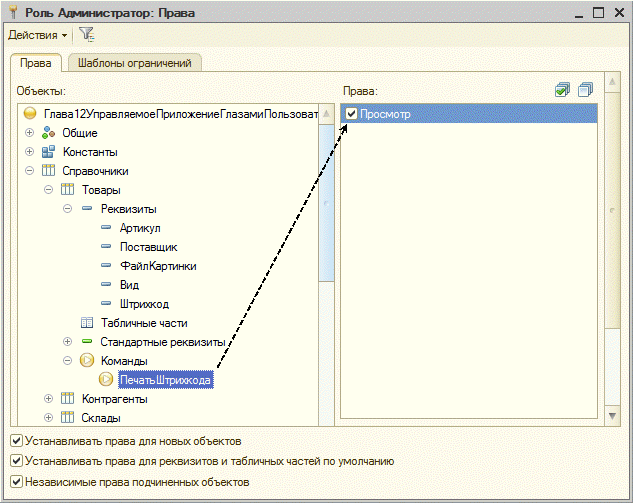 Роль Администратор: Права
Действия
Права Шаблоны ограничений
Объекты: Права:
Глава12УправляемоеПриложениеГлазамиПользоват
Просмотр
Общие
Константы
Справочники
Товары
Реквизиты
Артикул
Поставщик
ФайлКартинки
Вид
Штрихкод
Табличные части
Стандартные реквизиты
Команды
ПечатьШтрихкода
Контрагенты
Склады
Устанавливать права для новых объектов
Устанавливать права для реквизитов и табличных частей по умолчанию
Независимые права подчиненных объектов